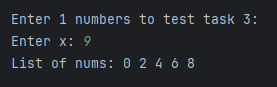 Enter 1 numbers to test task 3:
Enter x: 9
List of nums: 0 2 4 6 8